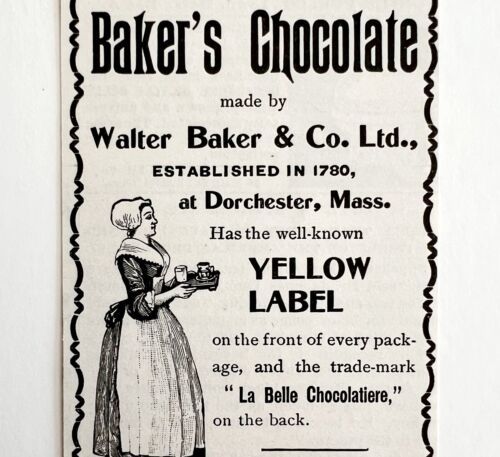 Baker's Chocolate
made by
Walter Baker & Co. Ltd.,
ESTABLISHED IN 1780,
at Dorchester, Mass.
Has the well-known
YELLOW
LABEL
on the front of every pack-
age, and the trade-mark
"La Belle Chocolatiere,"
on the back.